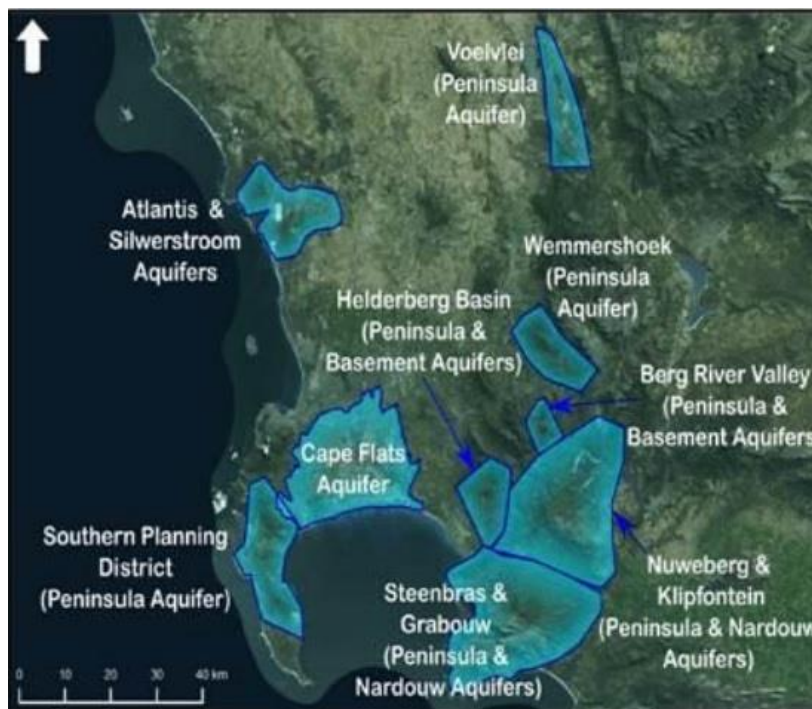 Voelvlei
(Peninsula
Aquifer)
Atlantis &
Silwerstroom
Aquifers
Wemmershoek
(Peninsula
Aquifer)
Helderberg Basin
(Peninsula &
Basement Aquifers)
Berg River Valley
(Peninsula &
Basement Aquifers
Cape Flats
Aquifer
Southern Planning
District
(Peninsula Aquifer)
Nuweberg &
Klipfontein
(Peninsula & Nardouw
Aquifers)
Steenbras &
Grabouw
(Peninsula &
Nardouw Aquifers)
0 10 20 40 km